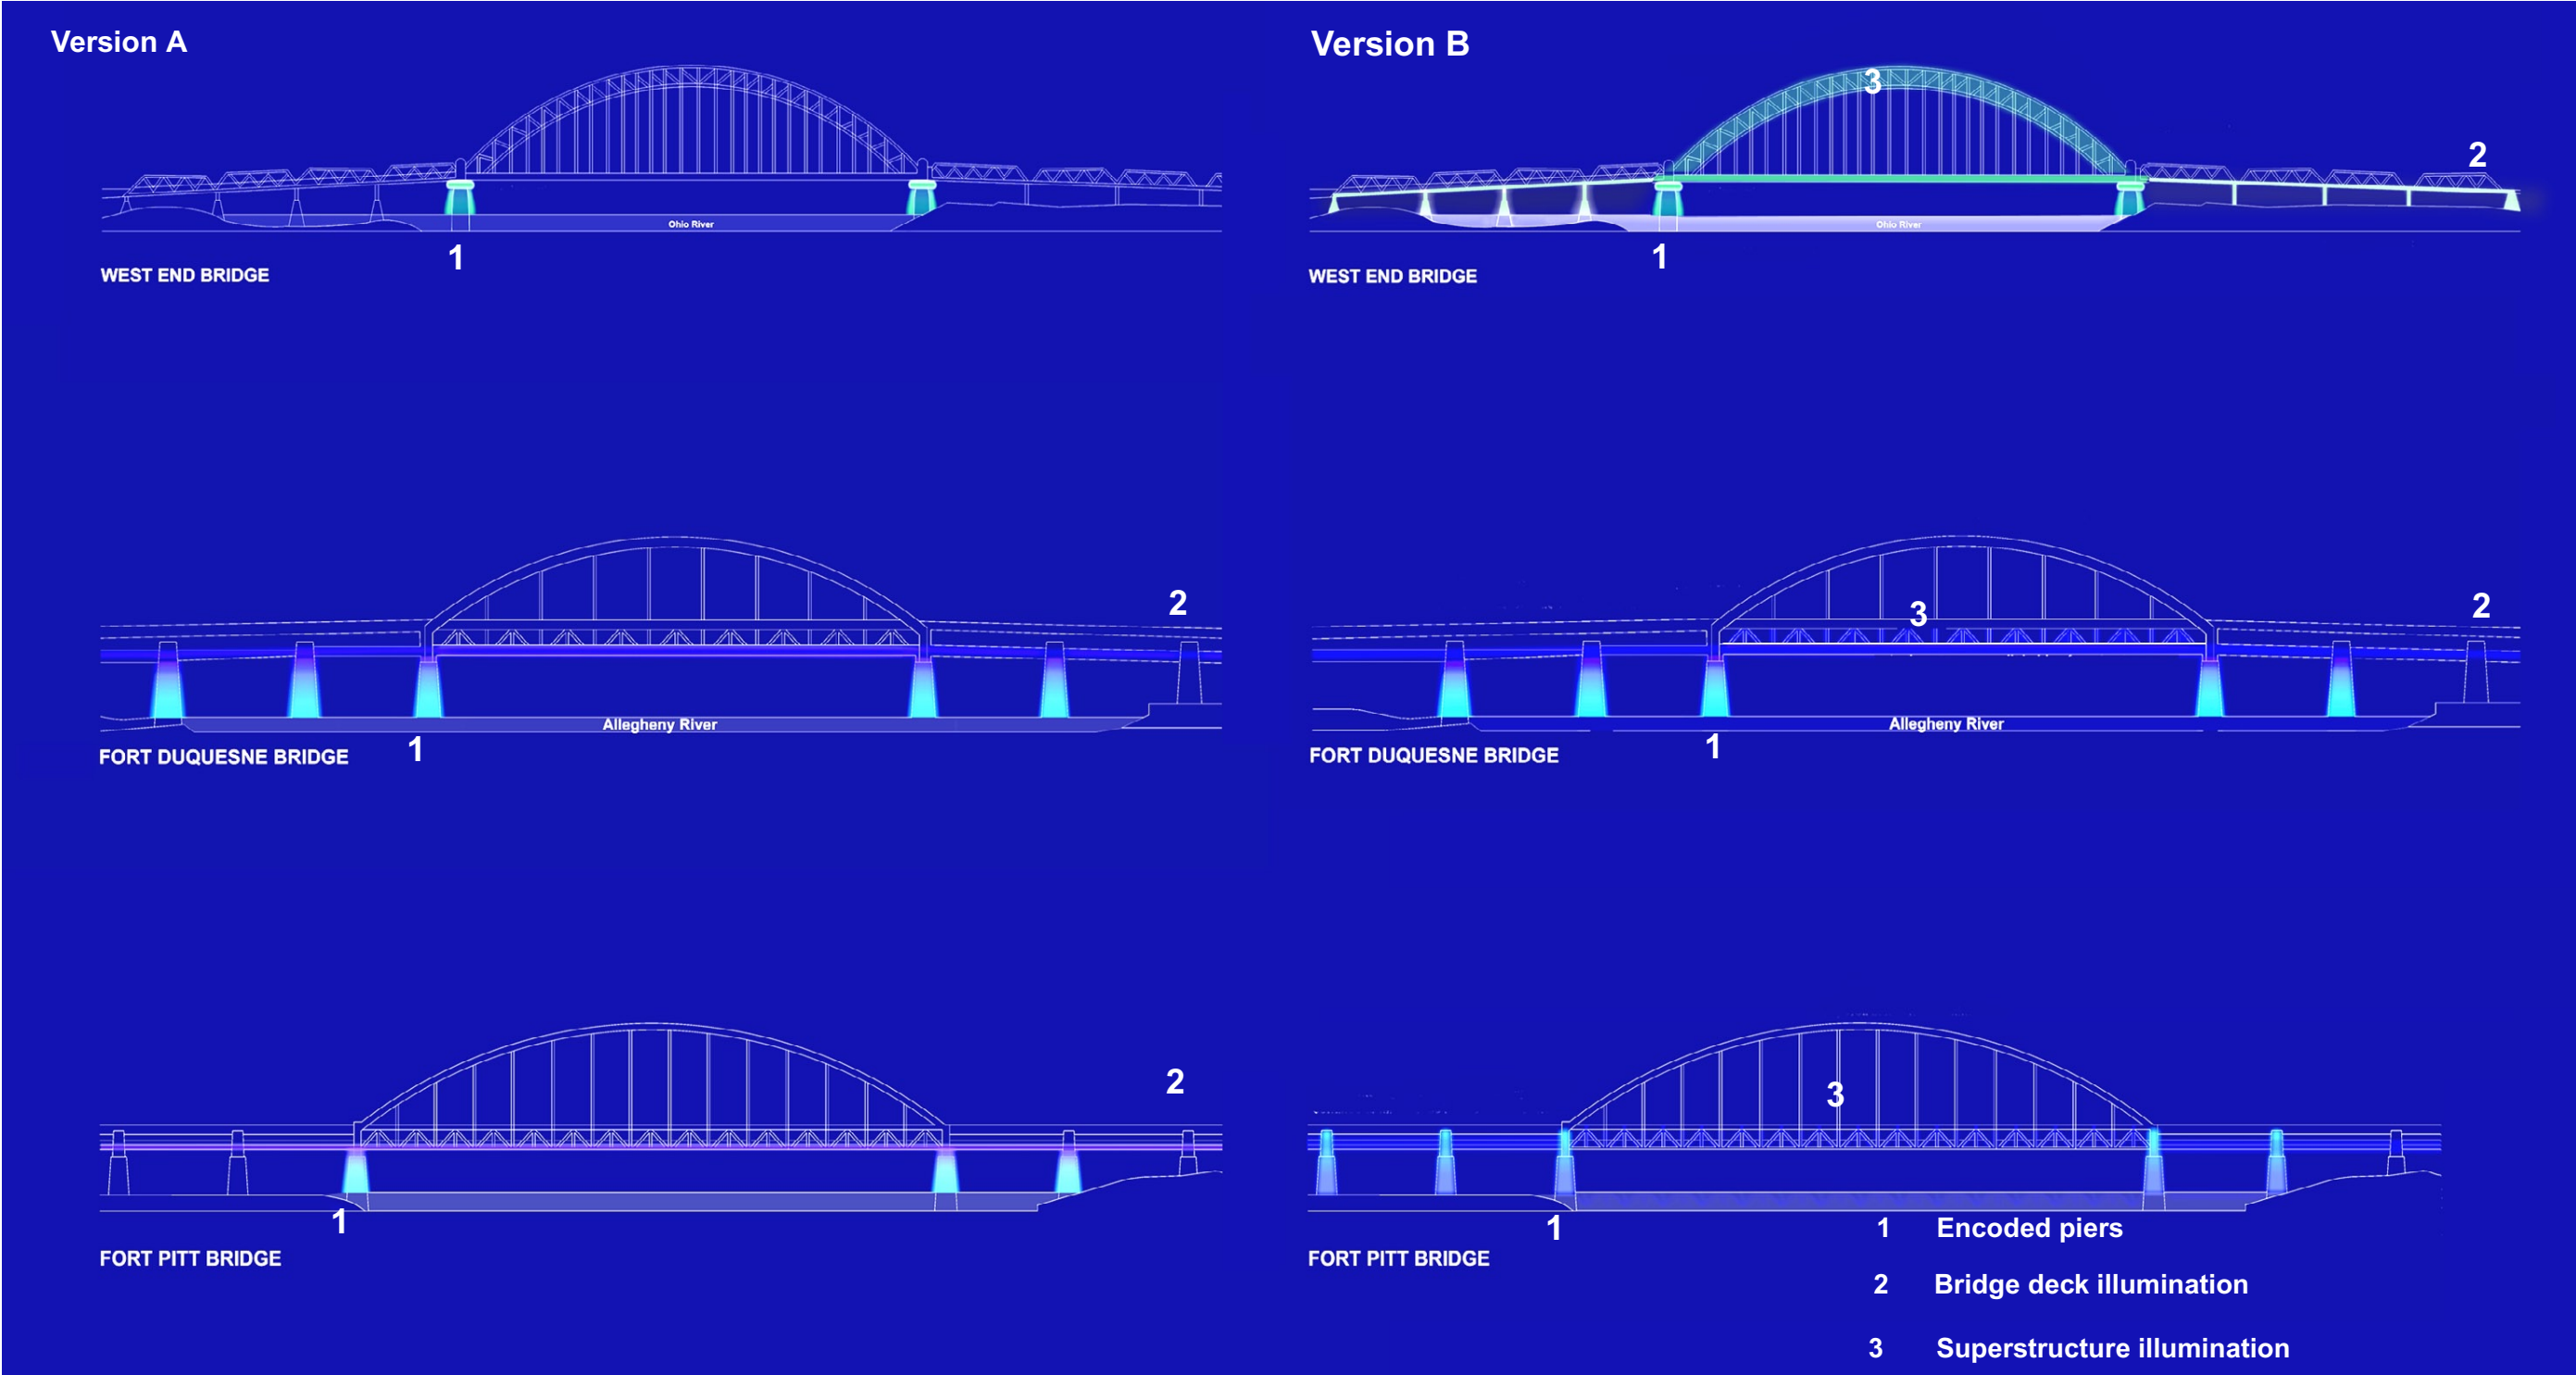 Version A
1
Ohio River
WEST END BRIDGE
2
1
Allegheny River
FORT DUQUESNE BRIDGE
2
1
FORT PITT BRIDGE
Version B
3
2
1
Ohio River
WEST END BRIDGE
3
2
1
Allegheny River
FORT DUQUESNE BRIDGE
3
1
FORT PITT BRIDGE
1 Encoded piers
2 Bridge deck illumination
3 Superstructure illumination